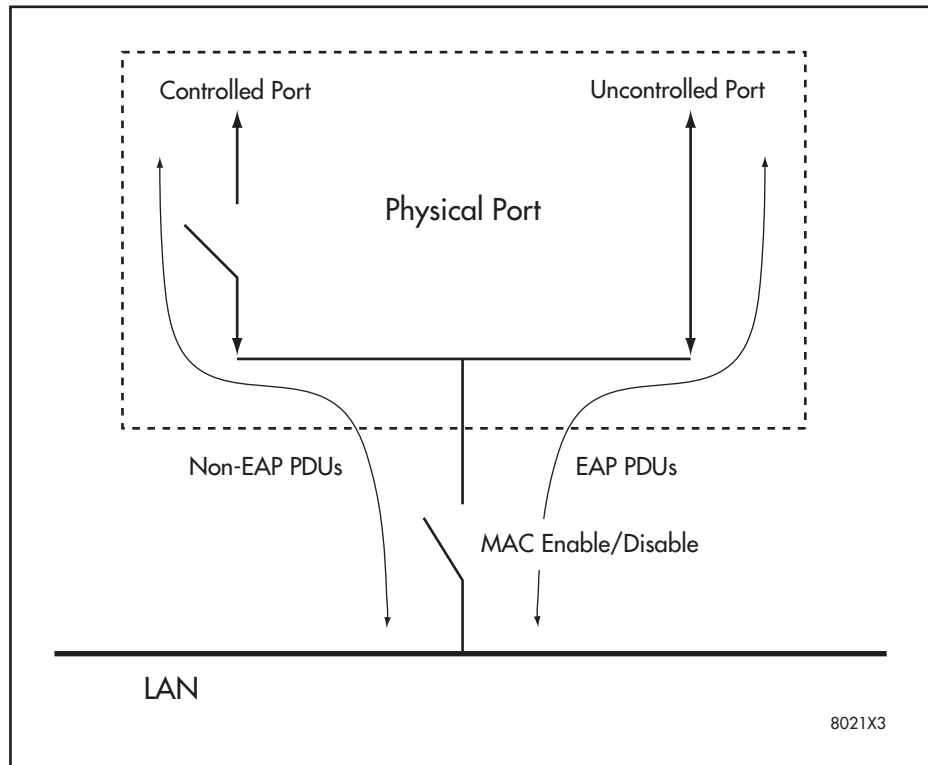 Controlled Port
Uncontrolled Port
Physical Port
Non-EAP PDUs
EAP PDUs
MAC Enable/Disable
LAN
8021X3